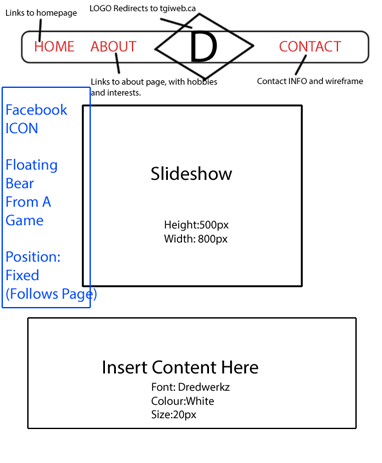 Links to homepage
LOGO Redirects to tgiweb.ca
HOME ABOUT D CONTACT
Links to about page, with hobbies
and interests.
Contact INFO and wireframe
Facebook
ICON
Floating
Bear
From A
Game
Position:
Fixed
(Follows Page)
Slideshow
Height:500px
Width: 800px
Insert Content Here
Font: Dredwerkz
Colour:White
Size:20px